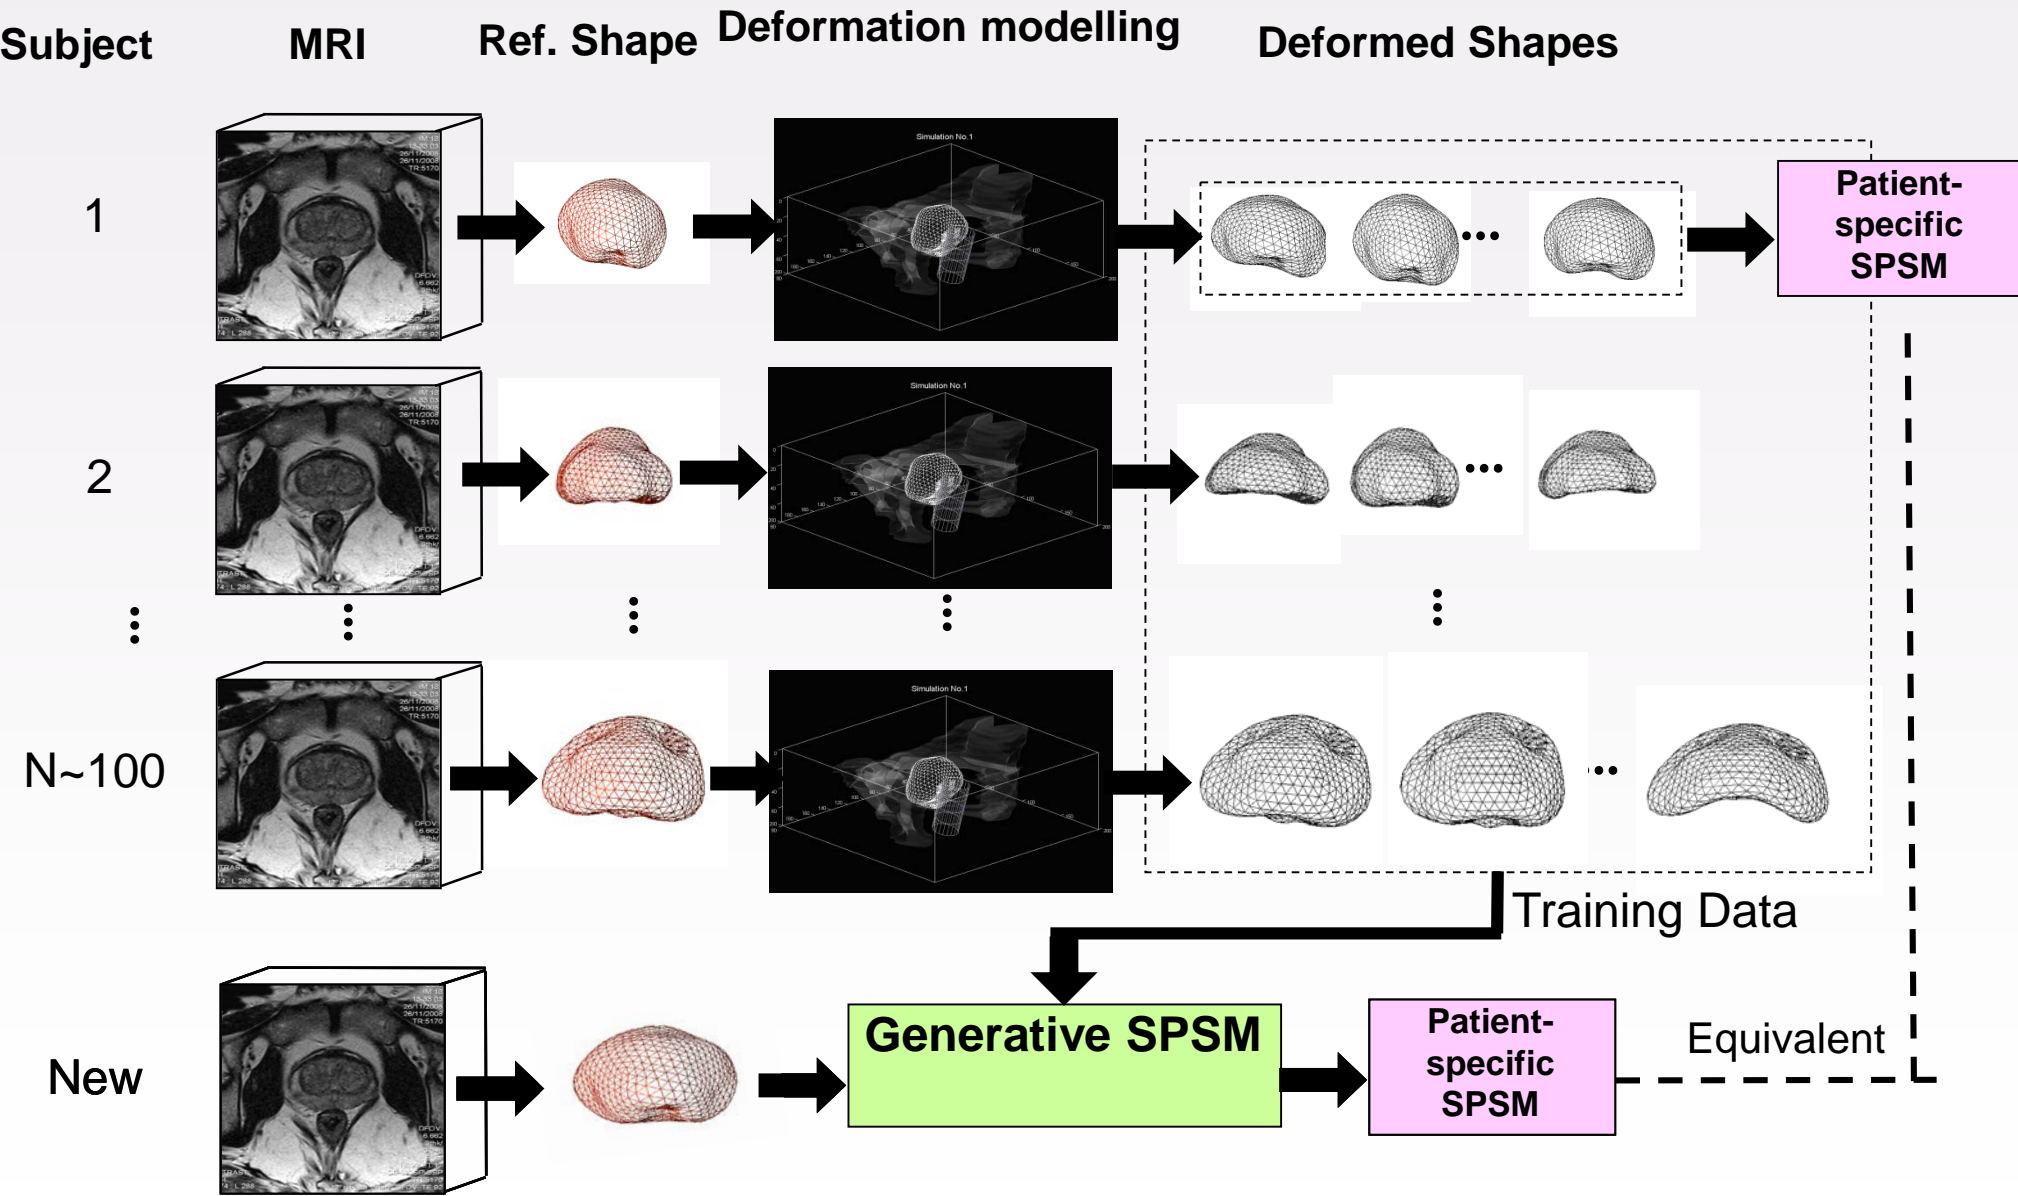 Subject
MRI
Ref. Shape
Deformation modelling
Deformed Shapes
1
Simulation No.1
Patient-
specific
SPSM
2
Simulation No.1
N~100
Simulation No.1
Training Data
New
Generative SPSM
Patient-
specific
SPSM
Equivalent